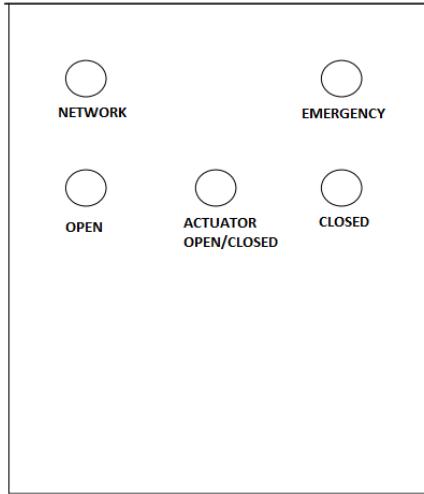 NETWORK
EMERGENCY
OPEN
ACTUATOR
OPEN/CLOSED
CLOSED